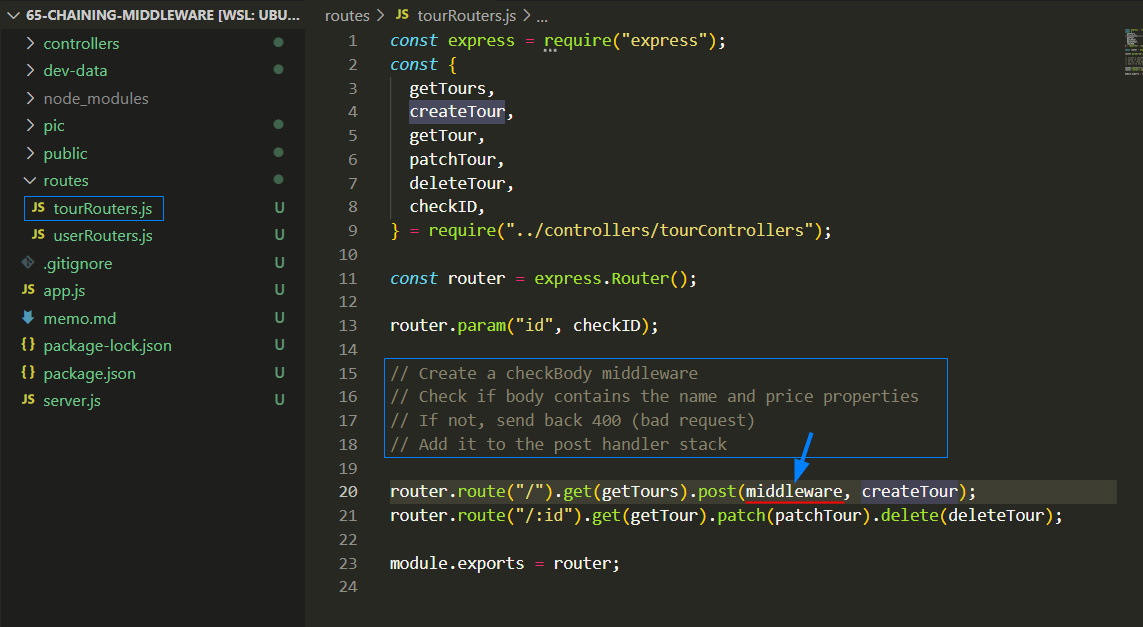 65-CHAINING-MIDDLEWARE [WSL: UBU...
controllers
dev-data
node_modules
pic
public
routes
JS tourRouters.js U
JS userRouters.js U
.gitignore U
JS app.js U
memo.md U
{} package-lock.json U
{} package.json U
JS server.js U
routes > JS tourRouters.js > ...
1 const express = require("express");
2 const {
3 getTours,
4 createTour,
5 getTour,
6 patchTour,
7 deleteTour,
8 checkID,
9 } = require("../controllers/tourControllers");
10
11 const router = express.Router();
12
13 router.param("id", checkID);
14
15 // Create a checkBody middleware
16 // Check if body contains the name and price properties
17 // If not, send back 400 (bad request)
18 // Add it to the post handler stack
19
20 router.route("/").get(getTours).post(middleware, createTour);
21 router.route("/:id").get(getTour).patch(patchTour).delete(deleteTour);
22
23 module.exports = router;
24